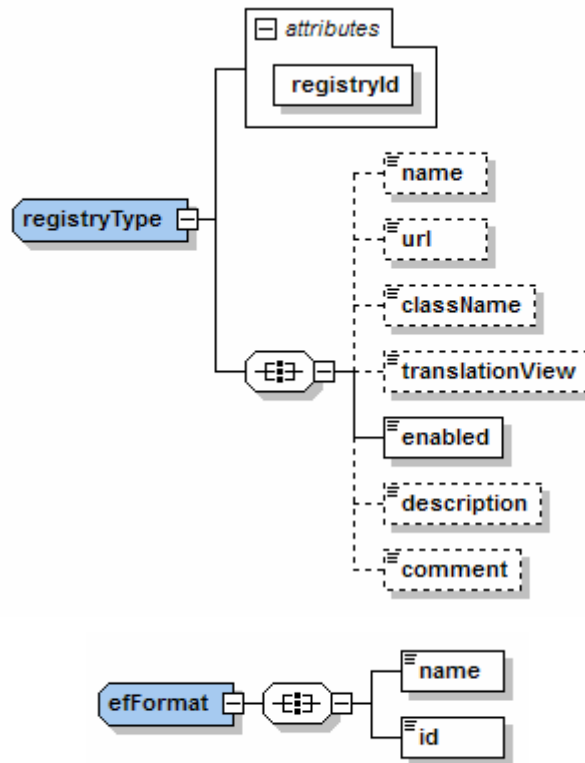 attributes
registryId
registryType
name
url
className
translationView
enabled
description
comment
efFormat
name
id